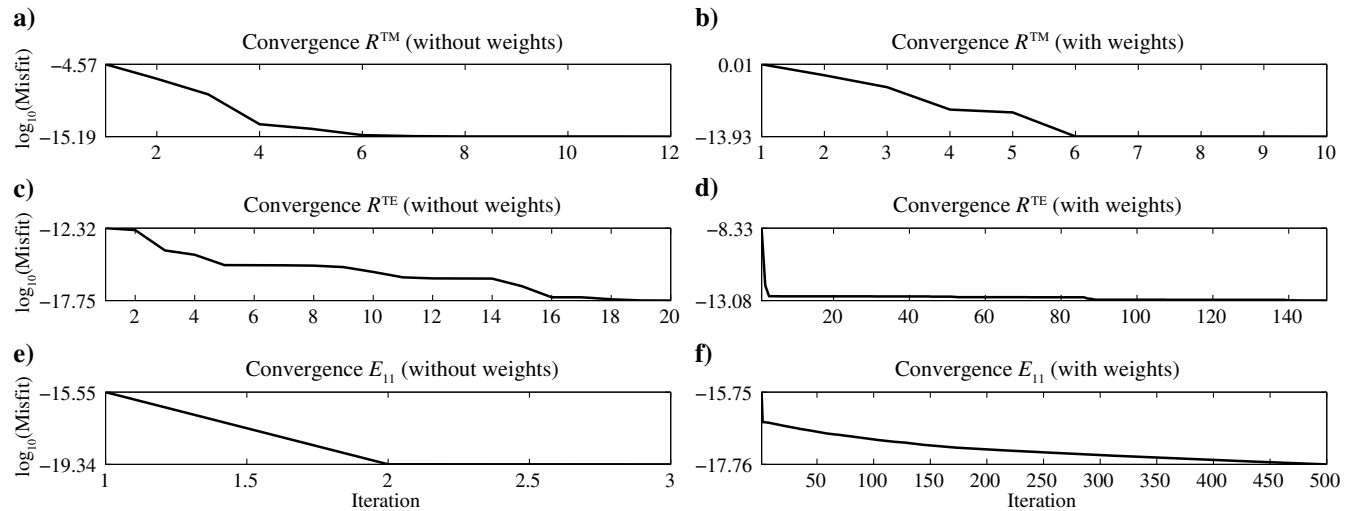 a)
Convergence R^TM (without weights)
log10(Misfit)
−4.57
−15.19
2 4 6 8 10 12
b)
Convergence R^TM (with weights)
0.01
−13.93
1 2 3 4 5 6 7 8 9 10
c)
Convergence R^TE (without weights)
log10(Misfit)
−12.32
−17.75
2 4 6 8 10 12 14 16 18 20
d)
Convergence R^TE (with weights)
−8.33
−13.08
20 40 60 80 100 120 140
e)
Convergence E11 (without weights)
log10(Misfit)
−15.55
−19.34
1 1.5 2 2.5 3
Iteration
f)
Convergence E11 (with weights)
−15.75
−17.76
50 100 150 200 250 300 350 400 450 500
Iteration